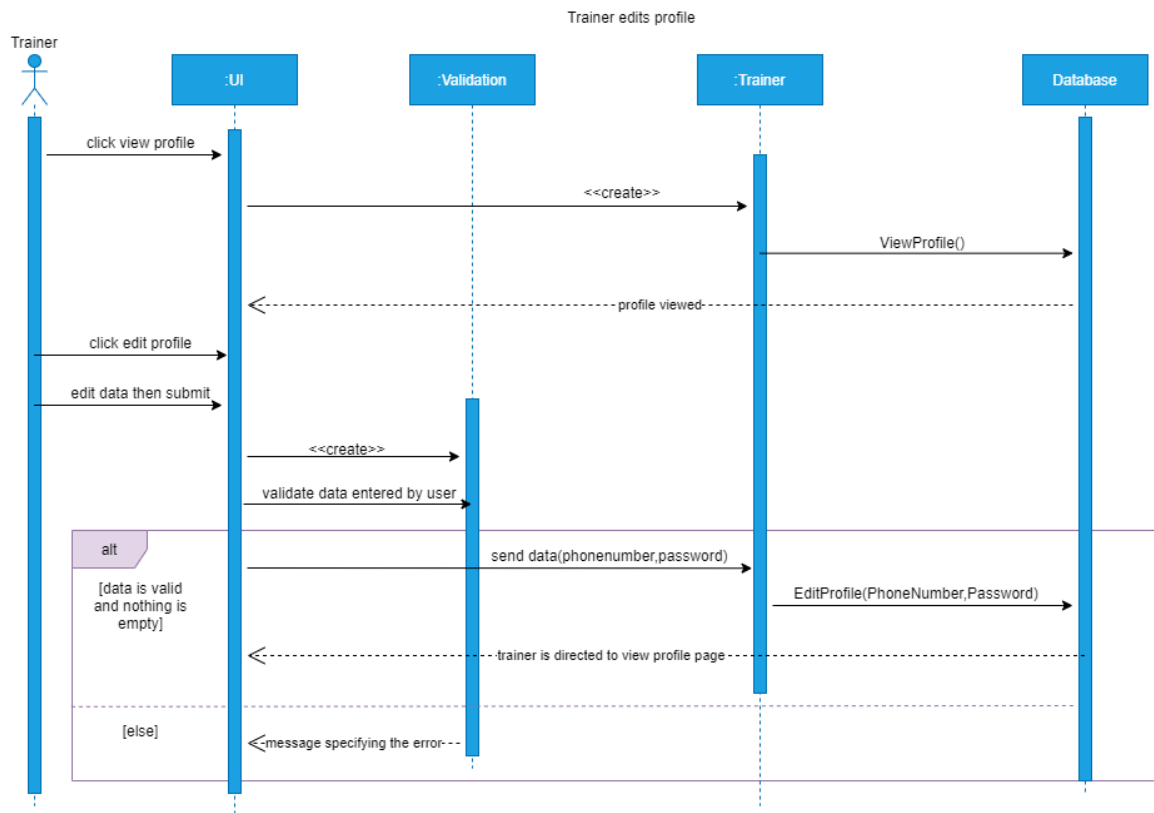 Trainer edits profile
Trainer
:UI
:Validation
:Trainer
Database
click view profile
<<create>>
ViewProfile()
profile viewed
click edit profile
edit data then submit
<<create>>
validate data entered by user
alt
send data(phonenumber,password)
[data is valid
and nothing is
empty]
EditProfile(PhoneNumber,Password)
trainer is directed to view profile page
[else]
message specifying the error